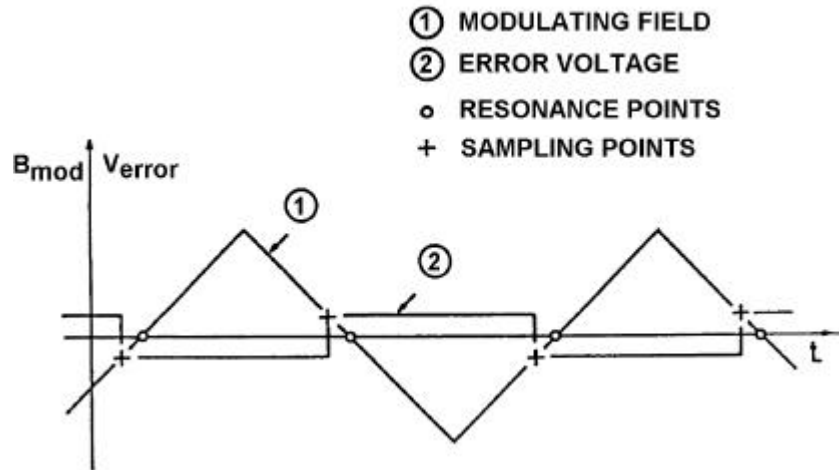 ① MODULATING FIELD
② ERROR VOLTAGE
o RESONANCE POINTS
+ SAMPLING POINTS
Bmod Verror
①
②
t